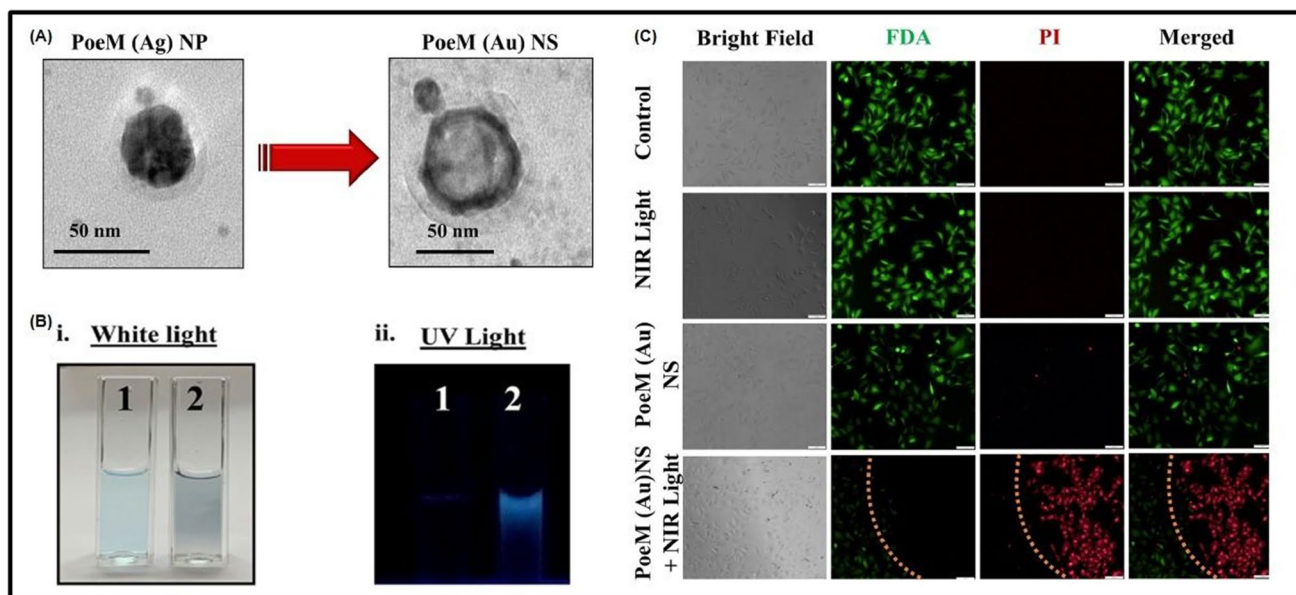 (A)
PoeM (Ag) NP
PoeM (Au) NS
50 nm
50 nm
(B)
i. White light
ii. UV Light
1 2
1 2
(C)
Bright Field FDA PI Merged
Control
NIR Light
PoeM (Au)
NS
PoeM (Au)NS
+ NIR Light